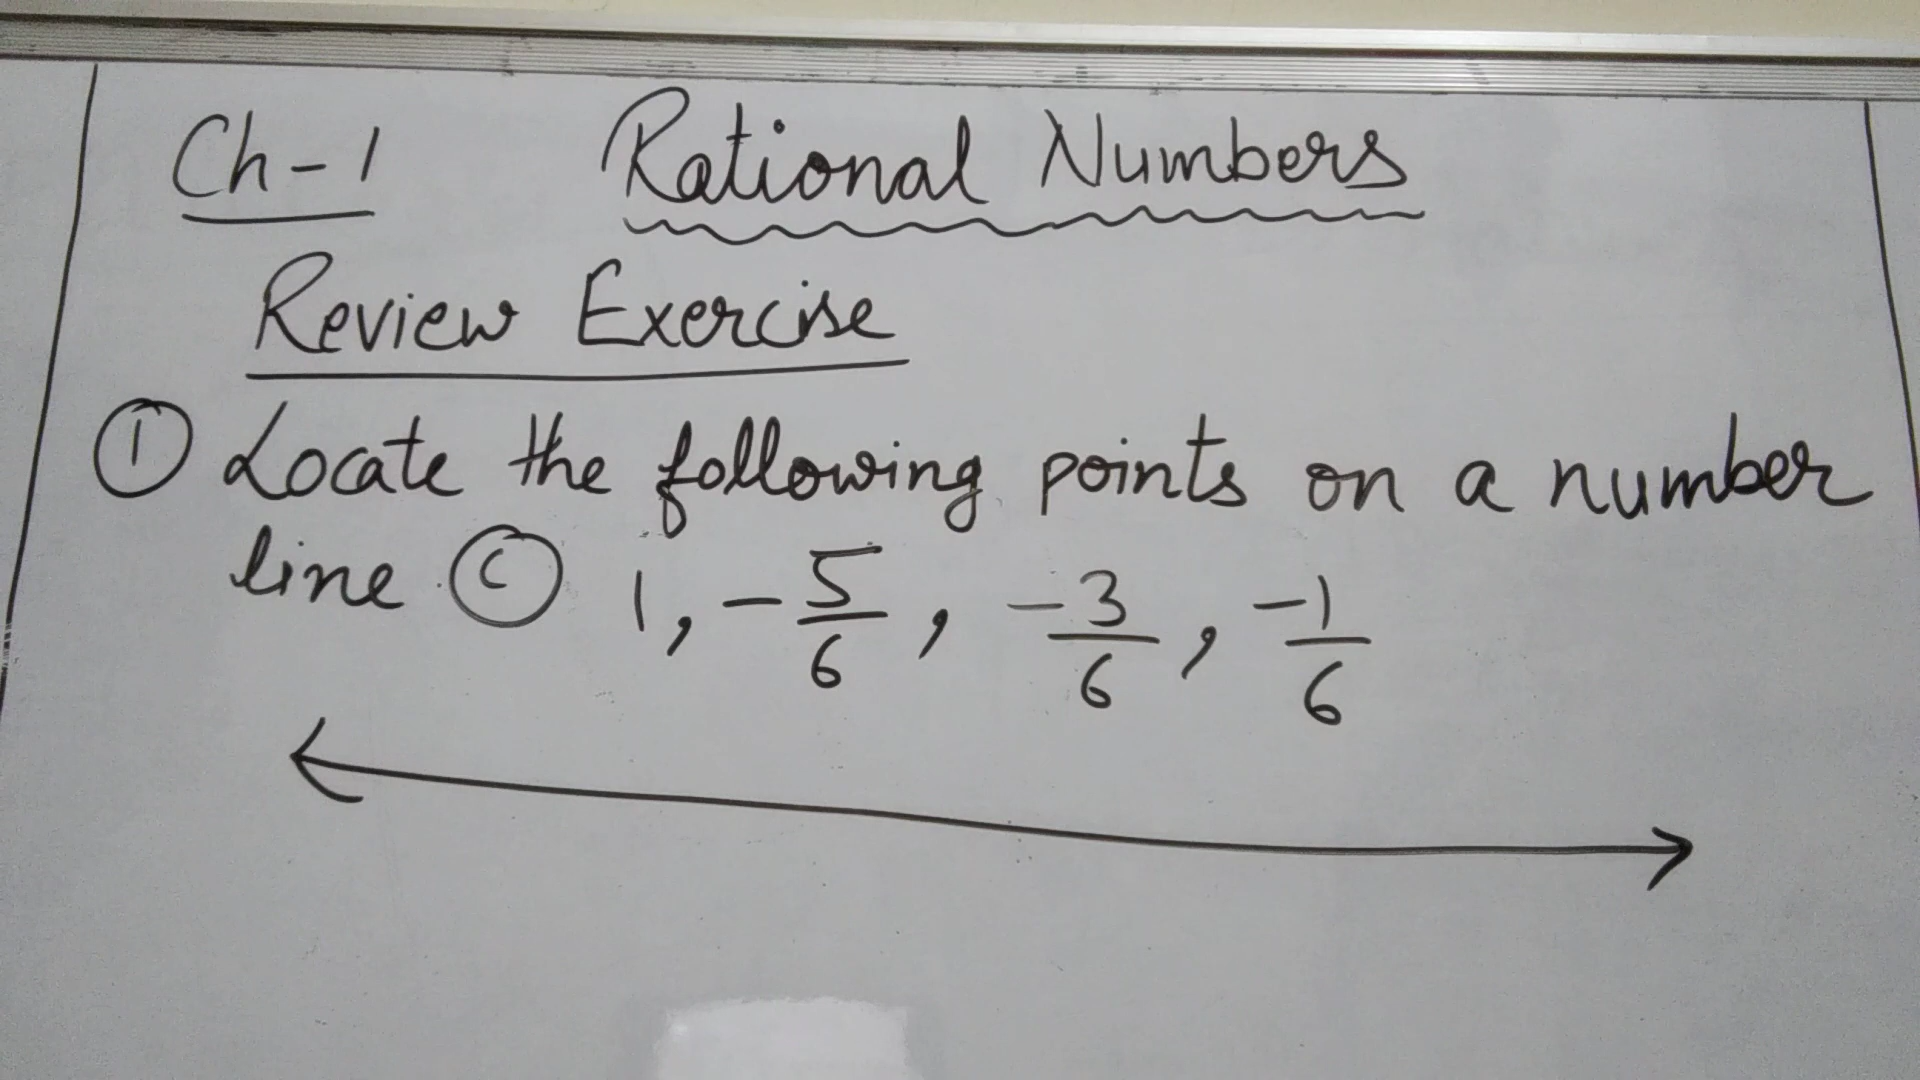 Ch-1 Rational Numbers
Review Exercise
① Locate the following points on a number
line ⓒ 1, -5/6, -3/6, -1/6